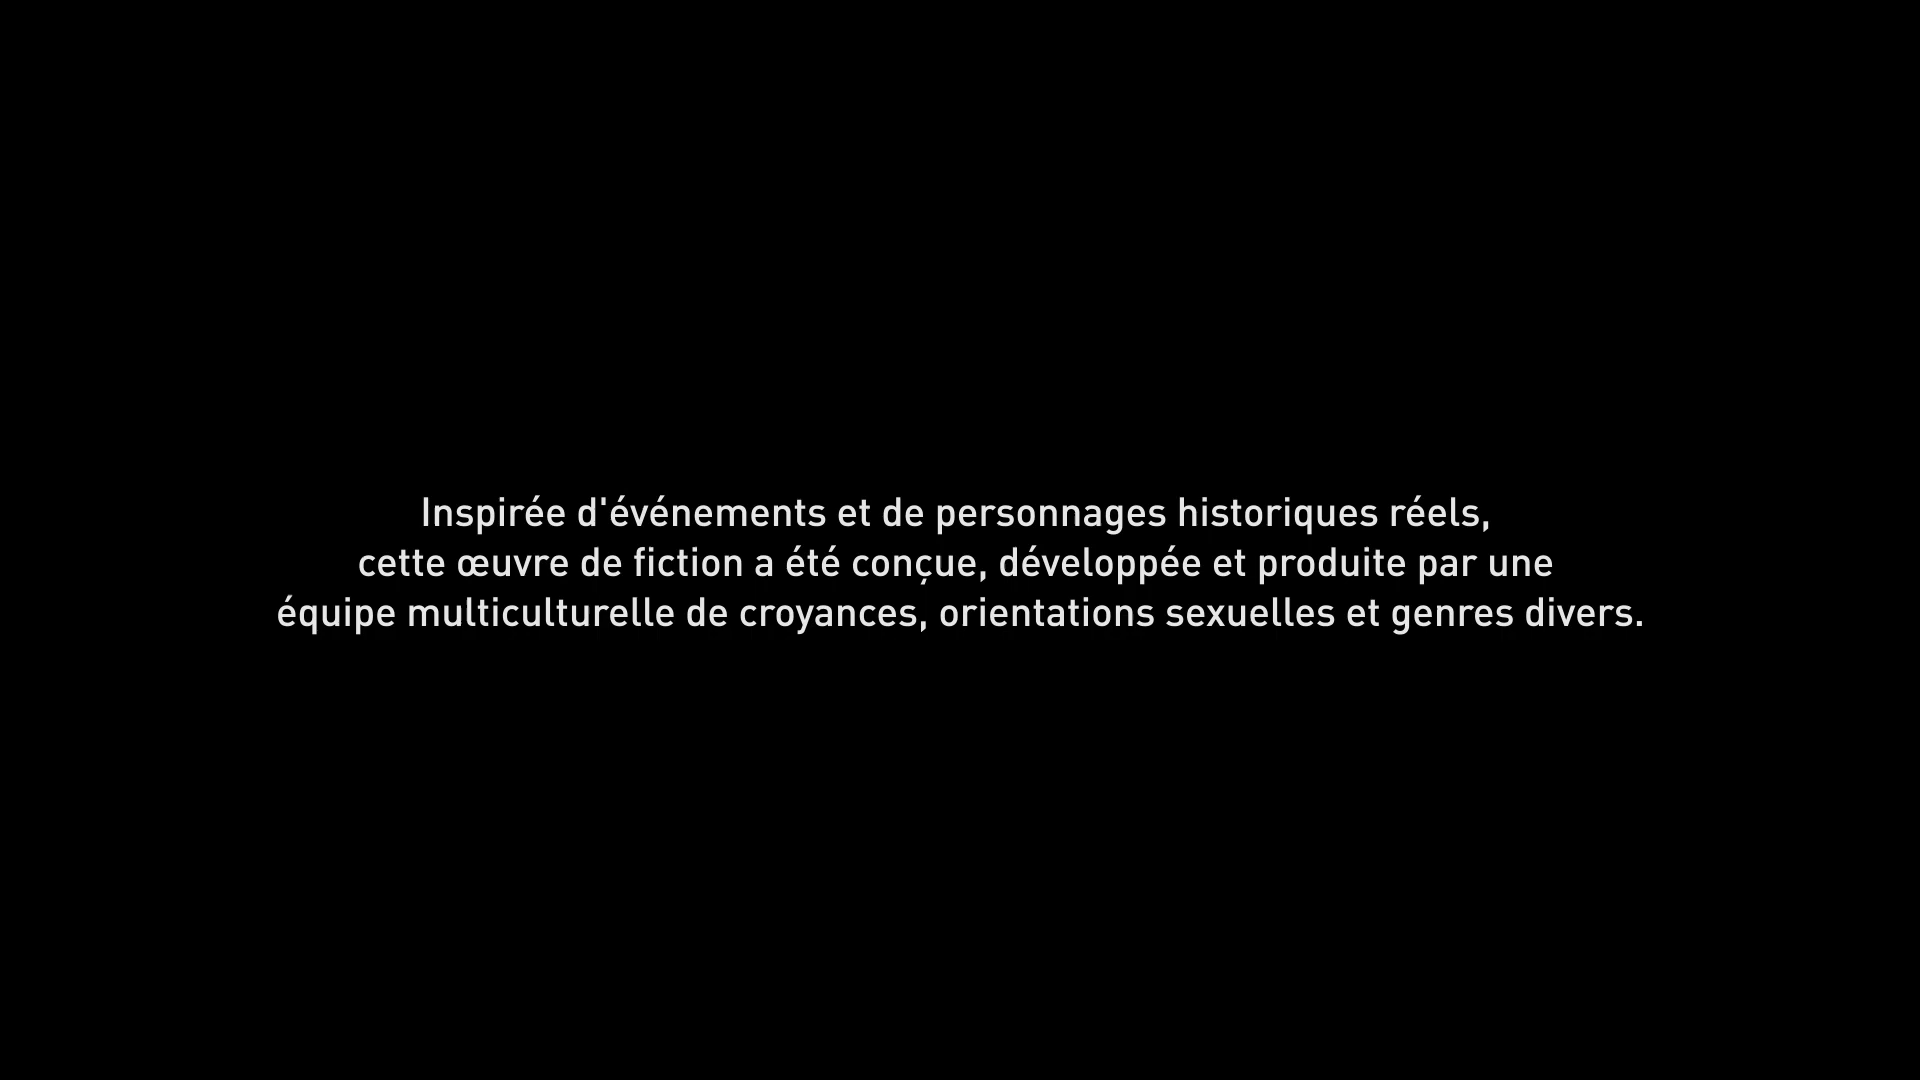 Inspirée d'événements et de personnages historiques réels,
cette œuvre de fiction a été conçue, développée et produite par une
équipe multiculturelle de croyances, orientations sexuelles et genres divers.